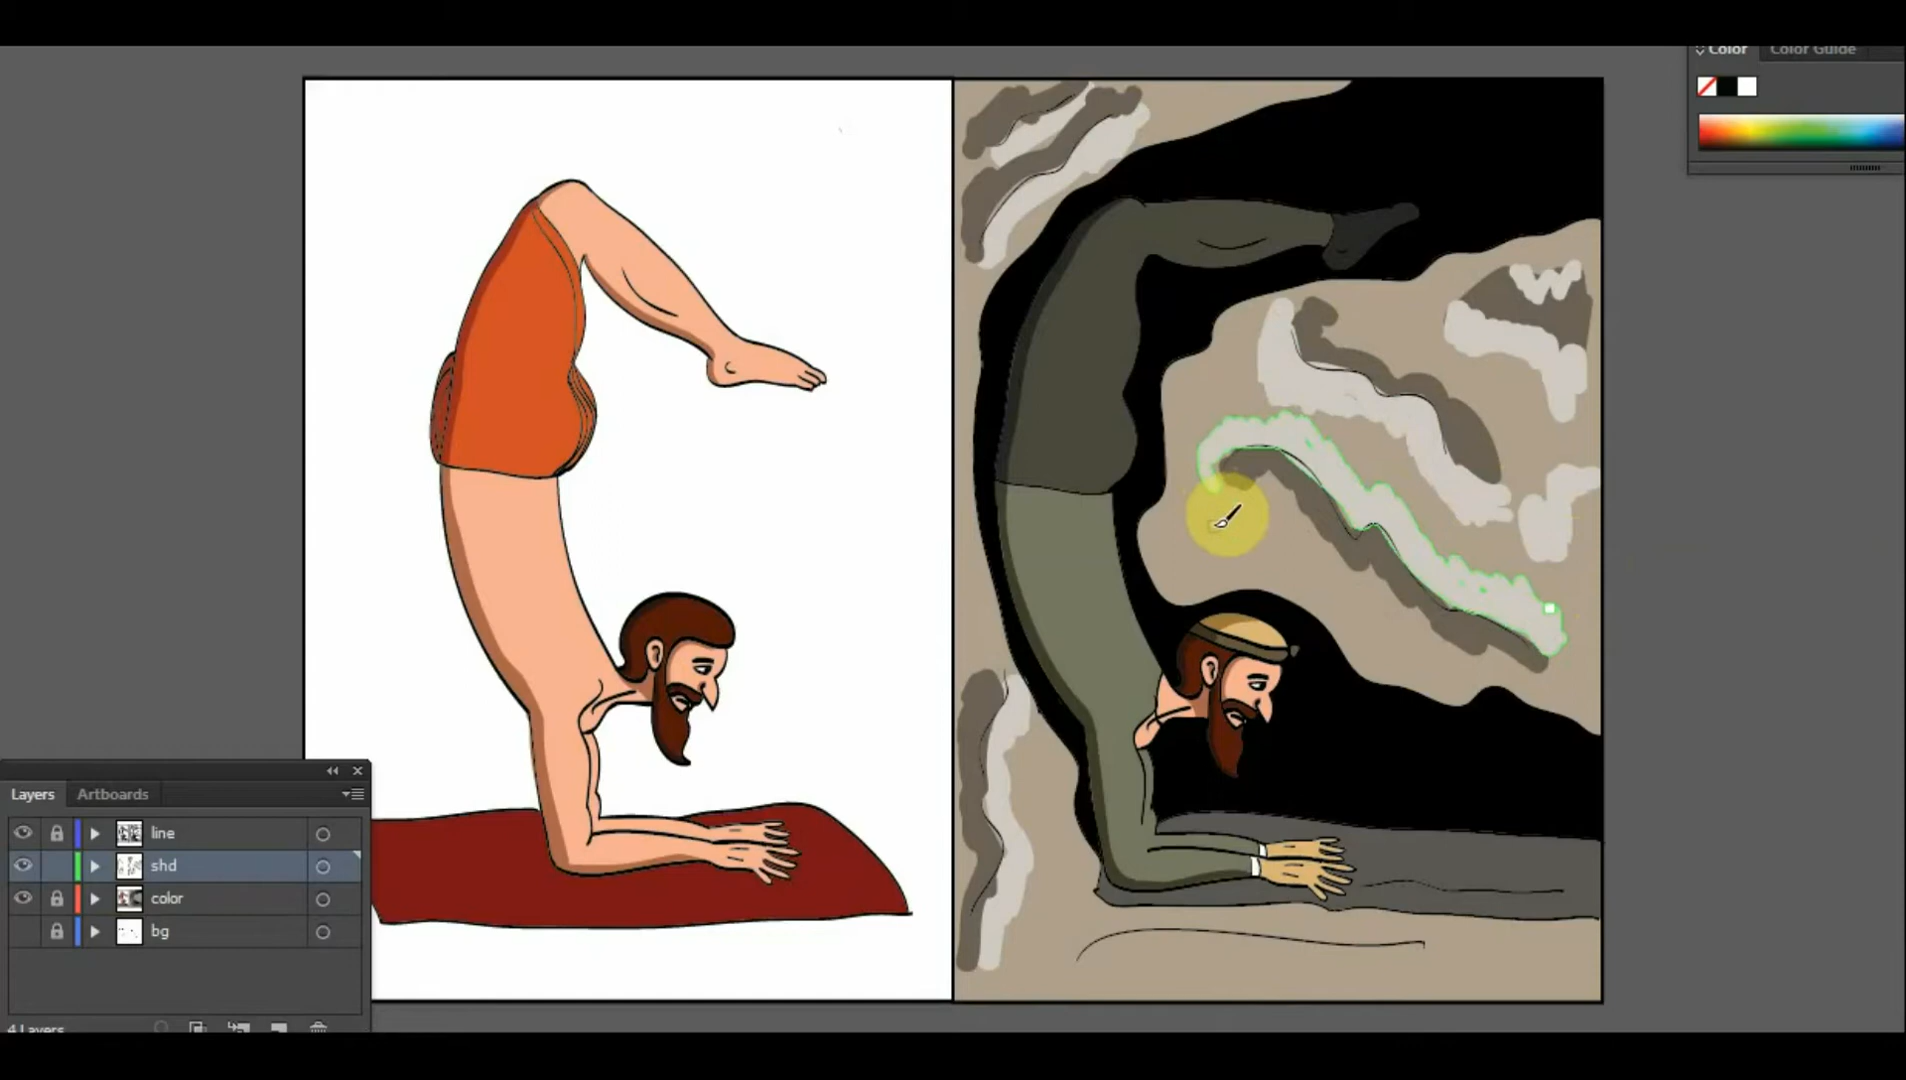 Color Color Guide
Layers Artboards
line
shd
color
bg
4 Layers